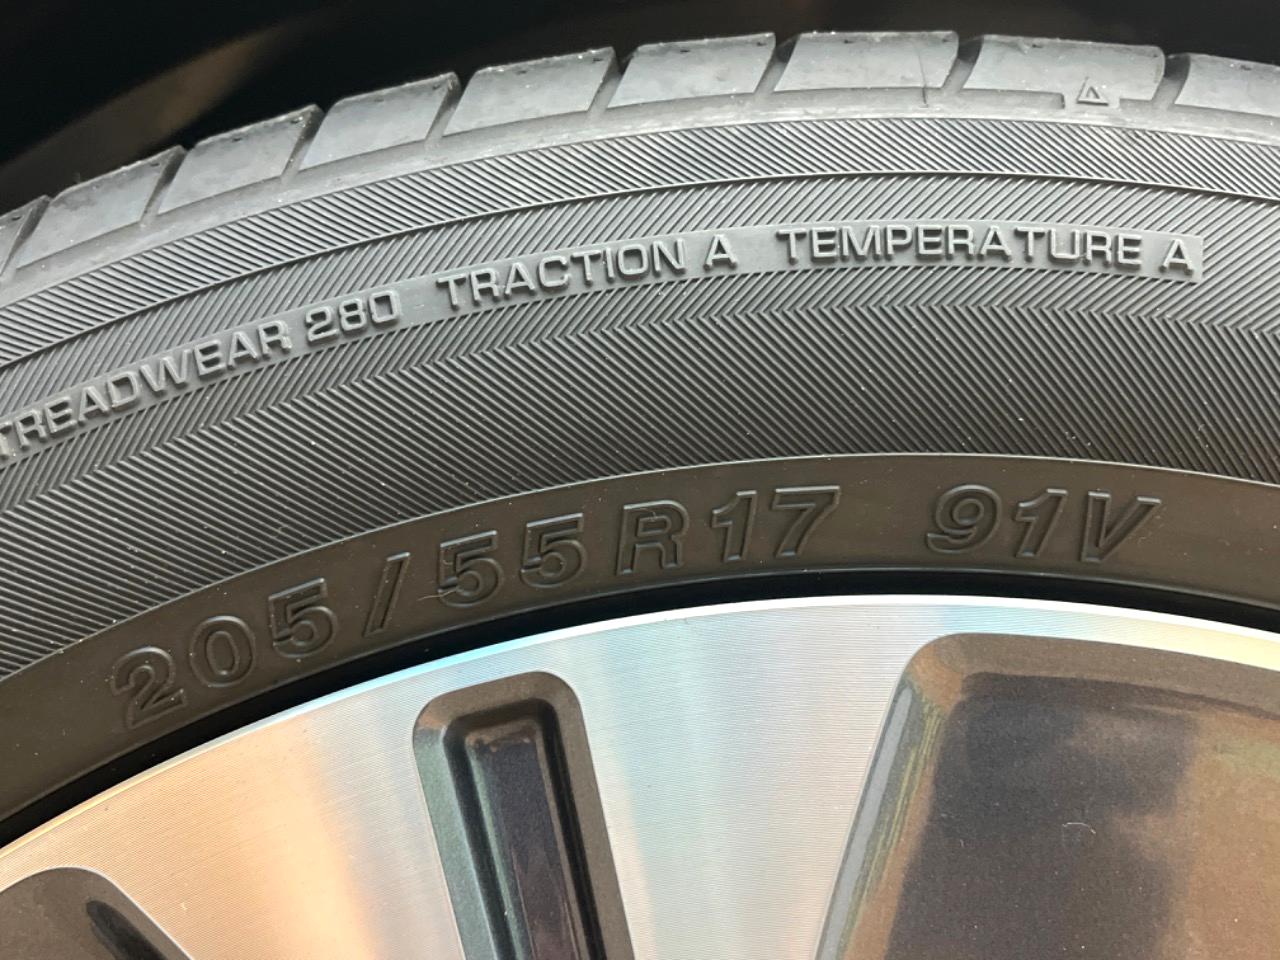 TREADWEAR 280 TRACTION A TEMPERATURE A
205/55R17 91V